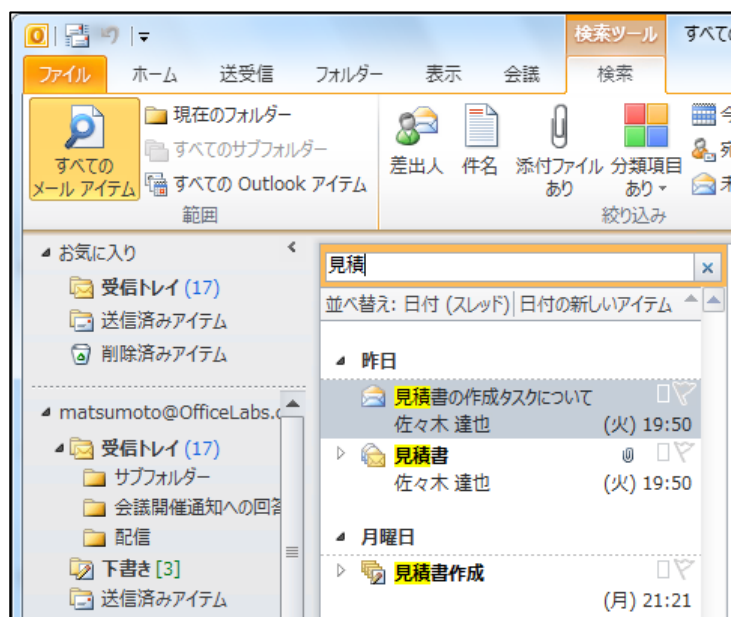 検索ツール すべての
ファイル ホーム 送受信 フォルダー 表示 会議 検索
すべての
メール アイテム
現在のフォルダー
すべてのサブフォルダー
すべての Outlook アイテム
範囲
差出人 件名 添付ファイル
あり 分類項目
あり
絞り込み
お気に入り
受信トレイ (17)
送信済みアイテム
削除済みアイテム
matsumoto@OfficeLabs.
受信トレイ (17)
サブフォルダー
会議開催通知への回答
配信
下書き [3]
送信済みアイテム
見積
並べ替え: 日付 (スレッド) 日付の新しいアイテム
昨日
見積書の作成タスクについて
佐々木 達也 (火) 19:50
見積書
佐々木 達也 (火) 19:50
月曜日
見積書作成
(月) 21:21